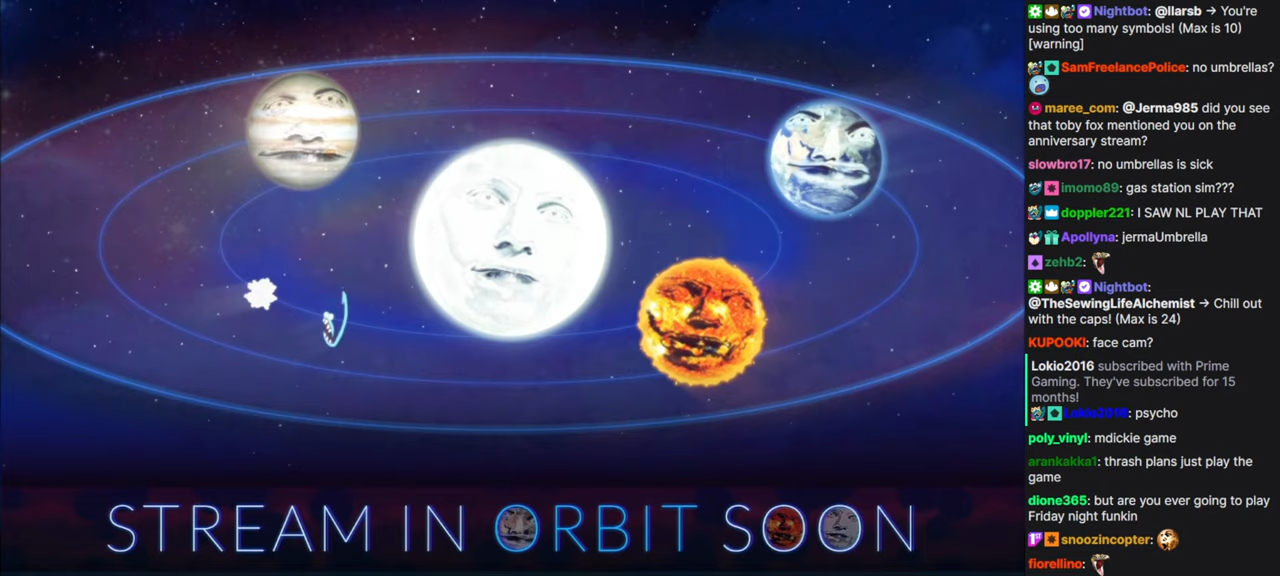 STREAM IN ORBIT SOON
Nightbot: @llarsb → You're
using too many symbols! (Max is 10)
[warning]
SamFreelancePolice: no umbrellas?
maree_com: @Jerma985 did you see
that toby fox mentioned you on the
anniversary stream?
slowbro17: no umbrellas is sick
imomo89: gas station sim???
doppler221: I SAW NL PLAY THAT
Apollyna: jermaUmbrella
zehb2:
Nightbot:
@TheSewingLifeAlchemist → Chill out
with the caps! (Max is 24)
KUPOOKI: face cam?
Lokio2016 subscribed with Prime
Gaming. They've subscribed for 15
months!
Lokio2016: psycho
poly_vinyl: mdickie game
arankakka1: thrash plans just play the
game
dione365: but are you ever going to play
Friday night funkin
1ST snoozincopter:
fiorellino: